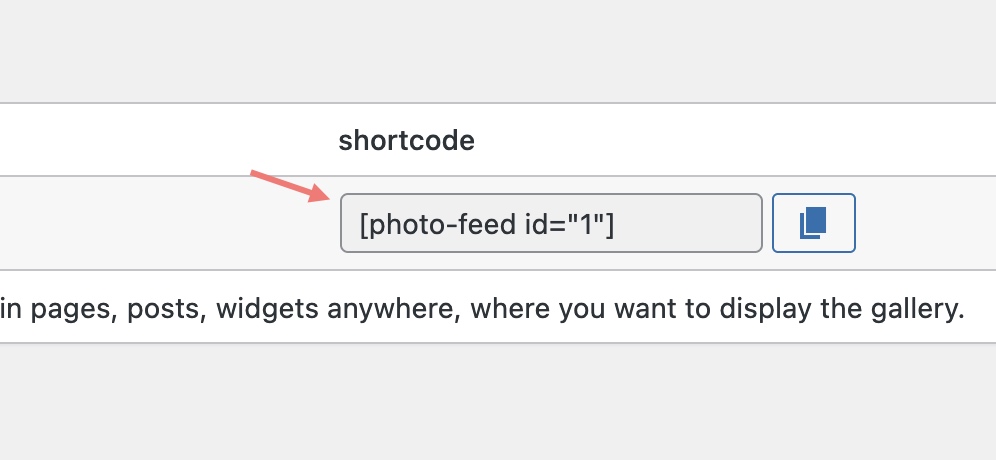 shortcode
[photo-feed id="1"]
in pages, posts, widgets anywhere, where you want to display the gallery.